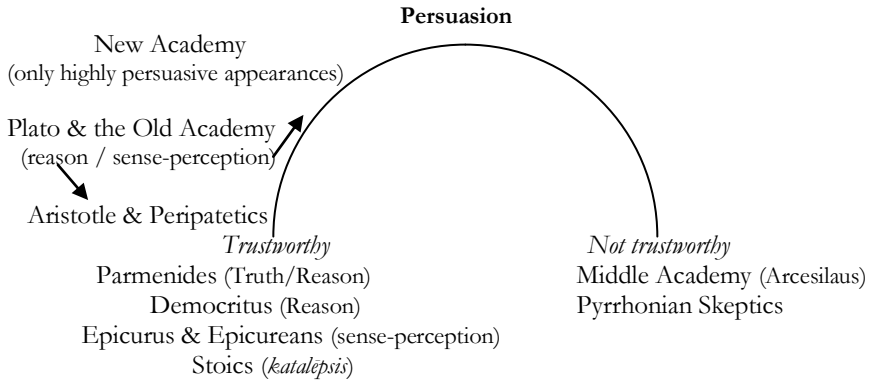 Persuasion
New Academy
(only highly persuasive appearances)
Plato & the Old Academy
(reason / sense-perception)
Aristotle & Peripatetics
Trustworthy
Parmenides (Truth/Reason)
Democritus (Reason)
Epicurus & Epicureans (sense-perception)
Stoics (katalēpsis)
Not trustworthy
Middle Academy (Arcesilaus)
Pyrrhonian Skeptics